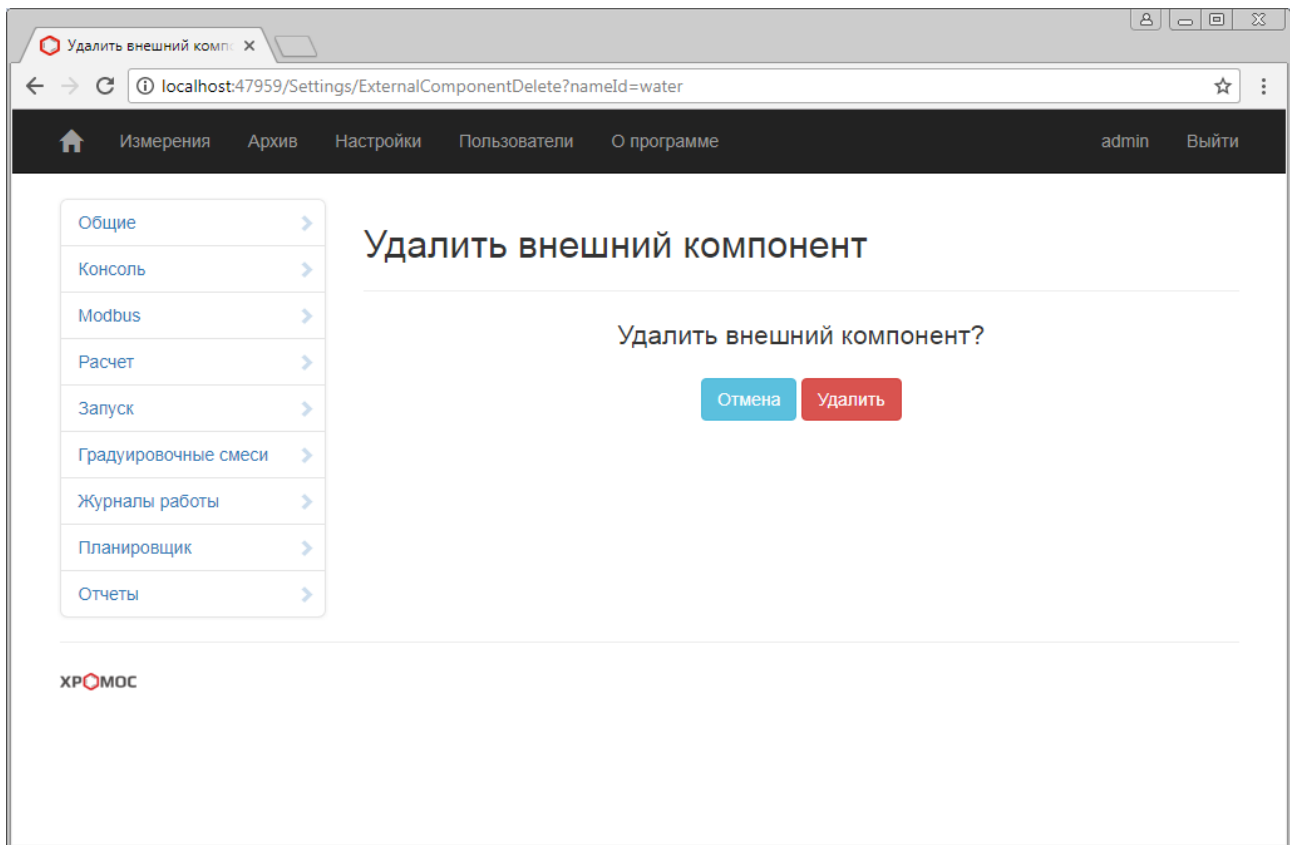 Удалить внешний комп
localhost:47959/Settings/ExternalComponentDelete?nameId=water
Измерения Архив Настройки Пользователи О программе admin Выйти
Общие
Консоль
Modbus
Расчет
Запуск
Градуировочные смеси
Журналы работы
Планировщик
Отчеты
Удалить внешний компонент
Удалить внешний компонент?
Отмена Удалить
ХРОМОС